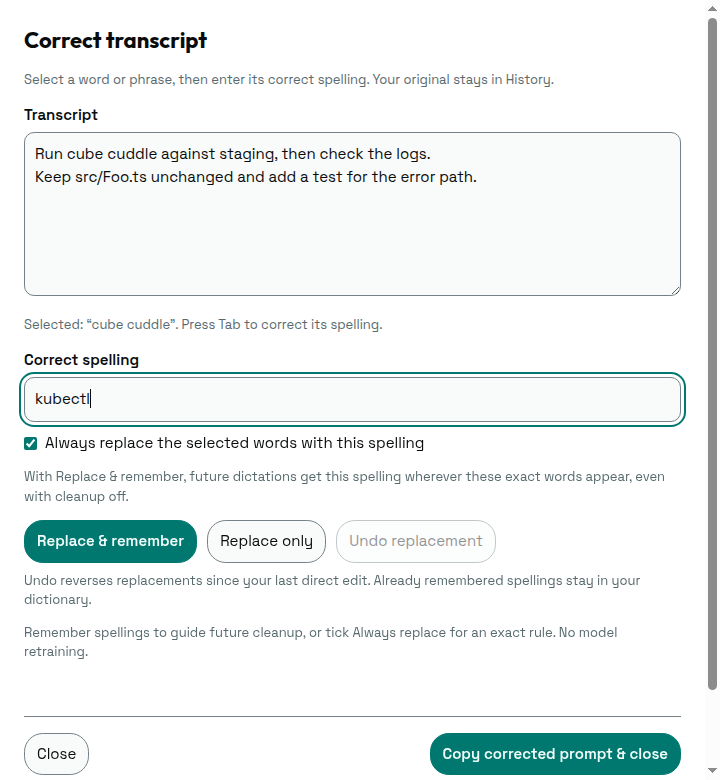 Correct transcript
Select a word or phrase, then enter its correct spelling. Your original stays in History.
Transcript
Run cube cuddle against staging, then check the logs.
Keep src/Foo.ts unchanged and add a test for the error path.
Selected: “cube cuddle”. Press Tab to correct its spelling.
Correct spelling
kubectl
Always replace the selected words with this spelling
With Replace & remember, future dictations get this spelling wherever these exact words appear, even
with cleanup off.
Replace & remember Replace only Undo replacement
Undo reverses replacements since your last direct edit. Already remembered spellings stay in your
dictionary.
Remember spellings to guide future cleanup, or tick Always replace for an exact rule. No model
retraining.
Close Copy corrected prompt & close